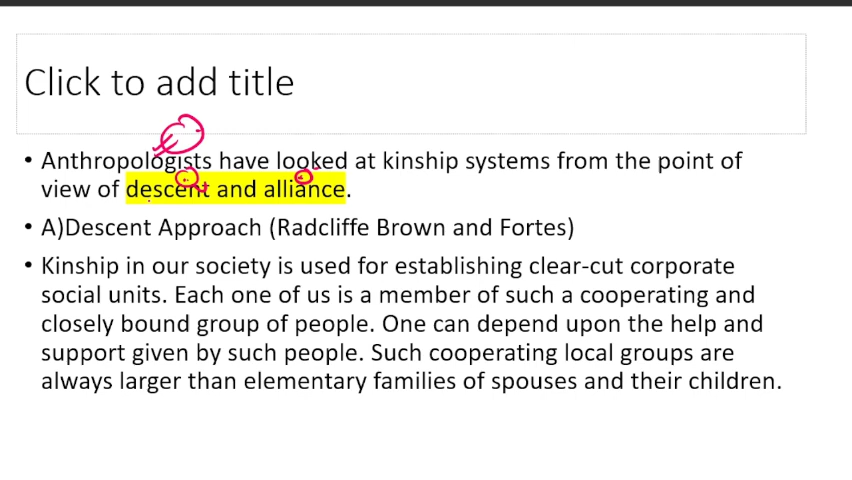 Click to add title
• Anthropologists have looked at kinship systems from the point of
view of descent and alliance.
• A)Descent Approach (Radcliffe Brown and Fortes)
• Kinship in our society is used for establishing clear-cut corporate
social units. Each one of us is a member of such a cooperating and
closely bound group of people. One can depend upon the help and
support given by such people. Such cooperating local groups are
always larger than elementary families of spouses and their children.